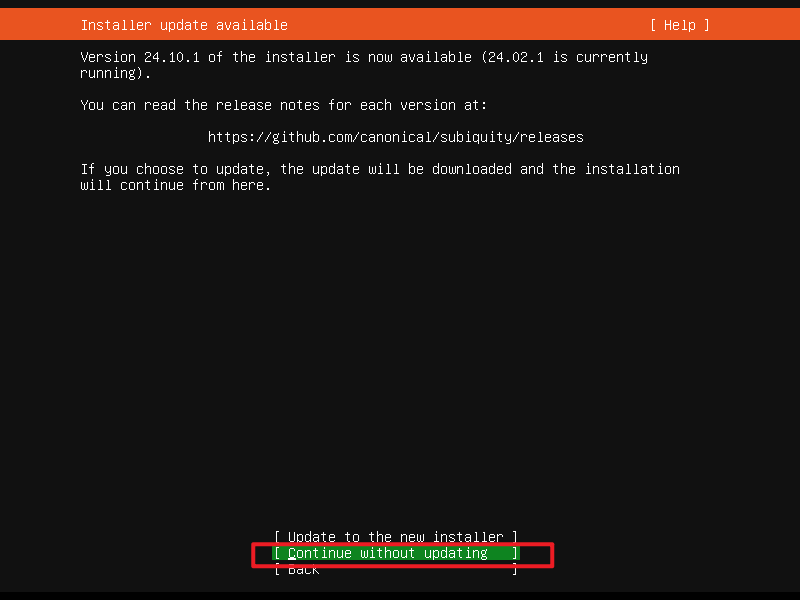 Installer update available [ Help ]
Version 24.10.1 of the installer is now available (24.02.1 is currently
running).
You can read the release notes for each version at:
https://github.com/canonical/subiquity/releases
If you choose to update, the update will be downloaded and the installation
will continue from here.
[ Update to the new installer ]
[ Continue without updating ]
[ Back ]